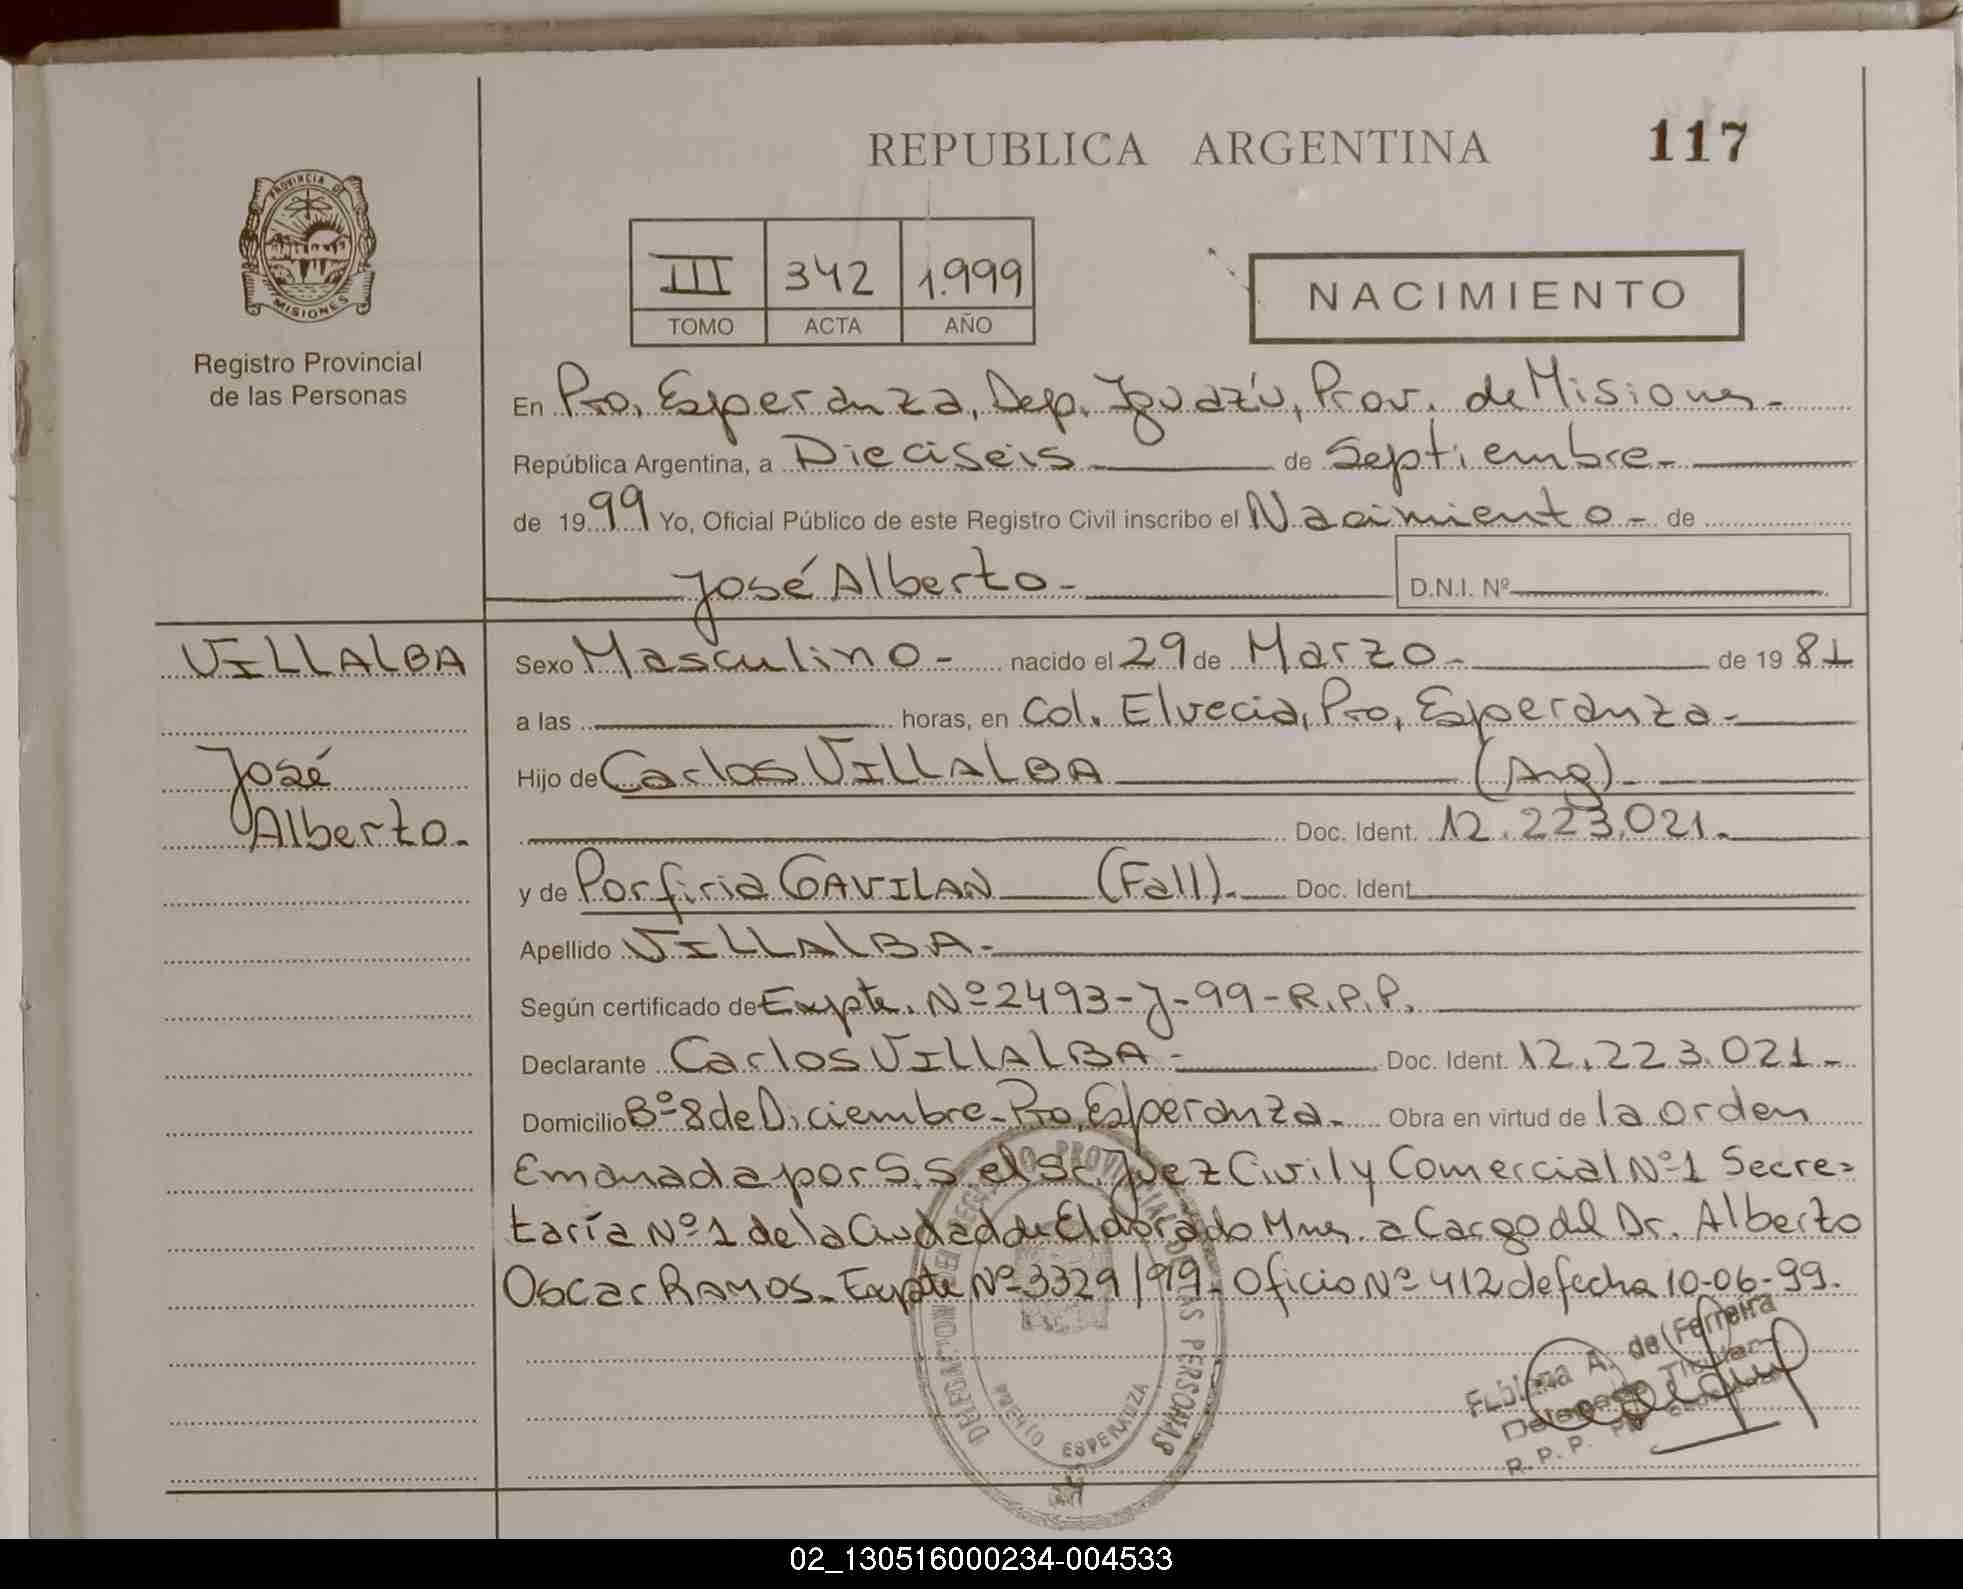 REPUBLICA ARGENTINA 117
PROVINCIA DE MISIONES
Registro Provincial
de las Personas
III 342 1.999
TOMO ACTA AÑO
NACIMIENTO
En Pto, Esperanza, Dep. Iguazú, Prov. de Misiones-
República Argentina, a Dieciseis de Septiembre-
de 1999 Yo, Oficial Público de este Registro Civil inscribo el Nacimiento- de
José Alberto- D.N.I. Nº
VILLALBA
José
Alberto.
Sexo Masculino- nacido el 29 de Marzo- de 1981
a las horas, en Col. Elvecia, Pto, Esperanza-
Hijo de Carlos VILLALBA (Arg)-
Doc. Ident. 12.223.021.
y de Porfiria GAVILAN (Fall)- Doc. Ident
Apellido VILLALBA-
Según certificado de Expte. Nº 2493-J-99-R.P.P.
Declarante Carlos VILLALBA- Doc. Ident. 12.223.021-
Domicilio Bº 8 de Diciembre- Pto, Esperanza- Obra en virtud de la orden
Emanada por S.S. el Sr. Juez Civil y Comercial Nº 1 Secre=
taría Nº 1 de la Ciudad de Eldorado Mnes. a Cargo del Dr. Alberto
Oscar RAMOS- Expte Nº 3329/99- Oficio Nº 412 de fecha 10-06-99.
PUERTO ESPERANZA
de Ferreira
R.P.P.
02_130516000234-004533